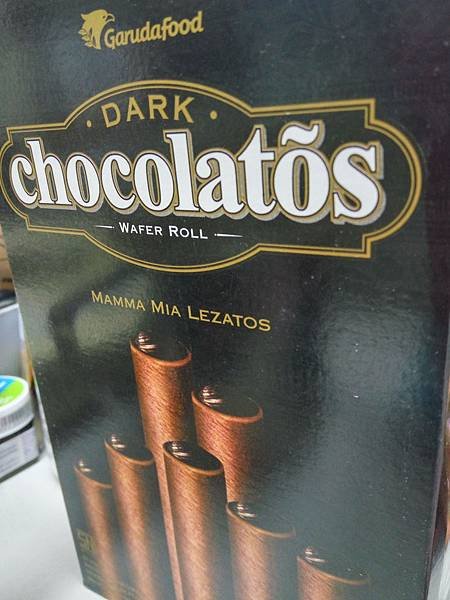 Garudafood
• DARK •
chocolatõs
WAFER ROLL
MAMMA MIA LEZATOS